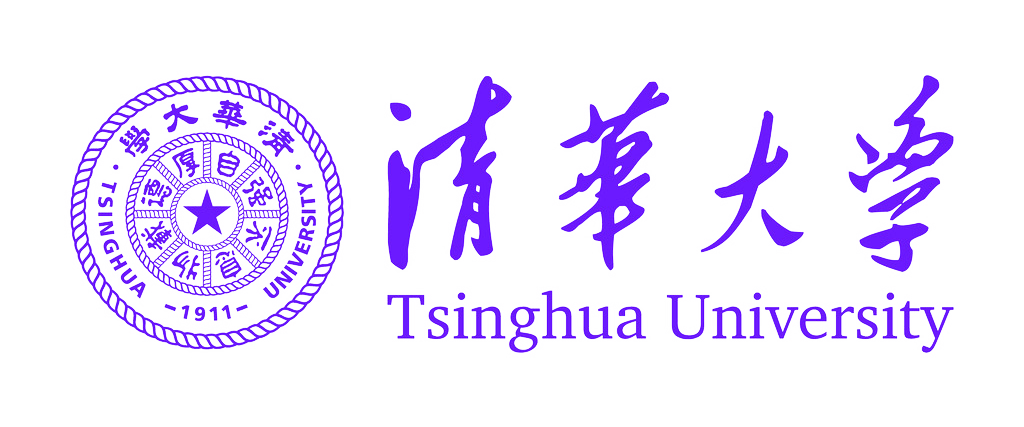 學大華清
自强不息
厚德載物
· TSINGHUA
UNIVERSITY ·
–1911–
清華大学
Tsinghua University